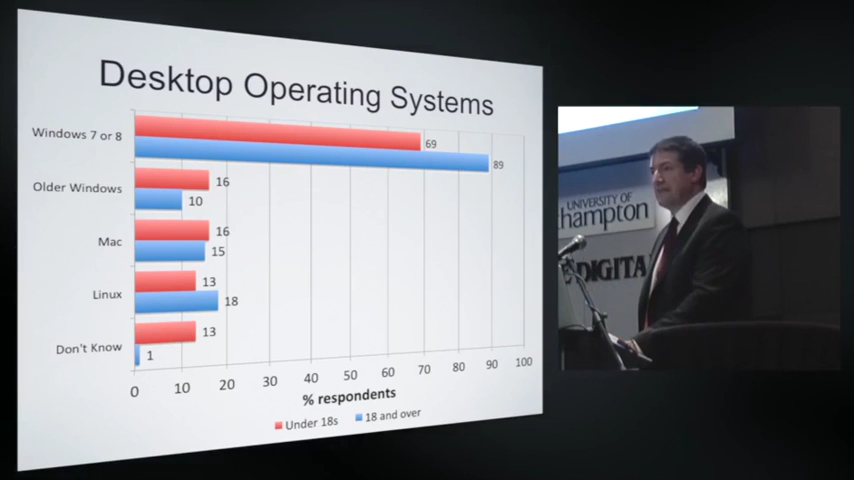 Desktop Operating Systems
Windows 7 or 8
69
89
Older Windows
16
10
Mac
16
15
Linux
13
18
Don't Know
13
1
0 10 20 30 40 50 60 70 80 90 100
% respondents
Under 18s 18 and over
UNIVERSITY OF
hampton
E DIGITA